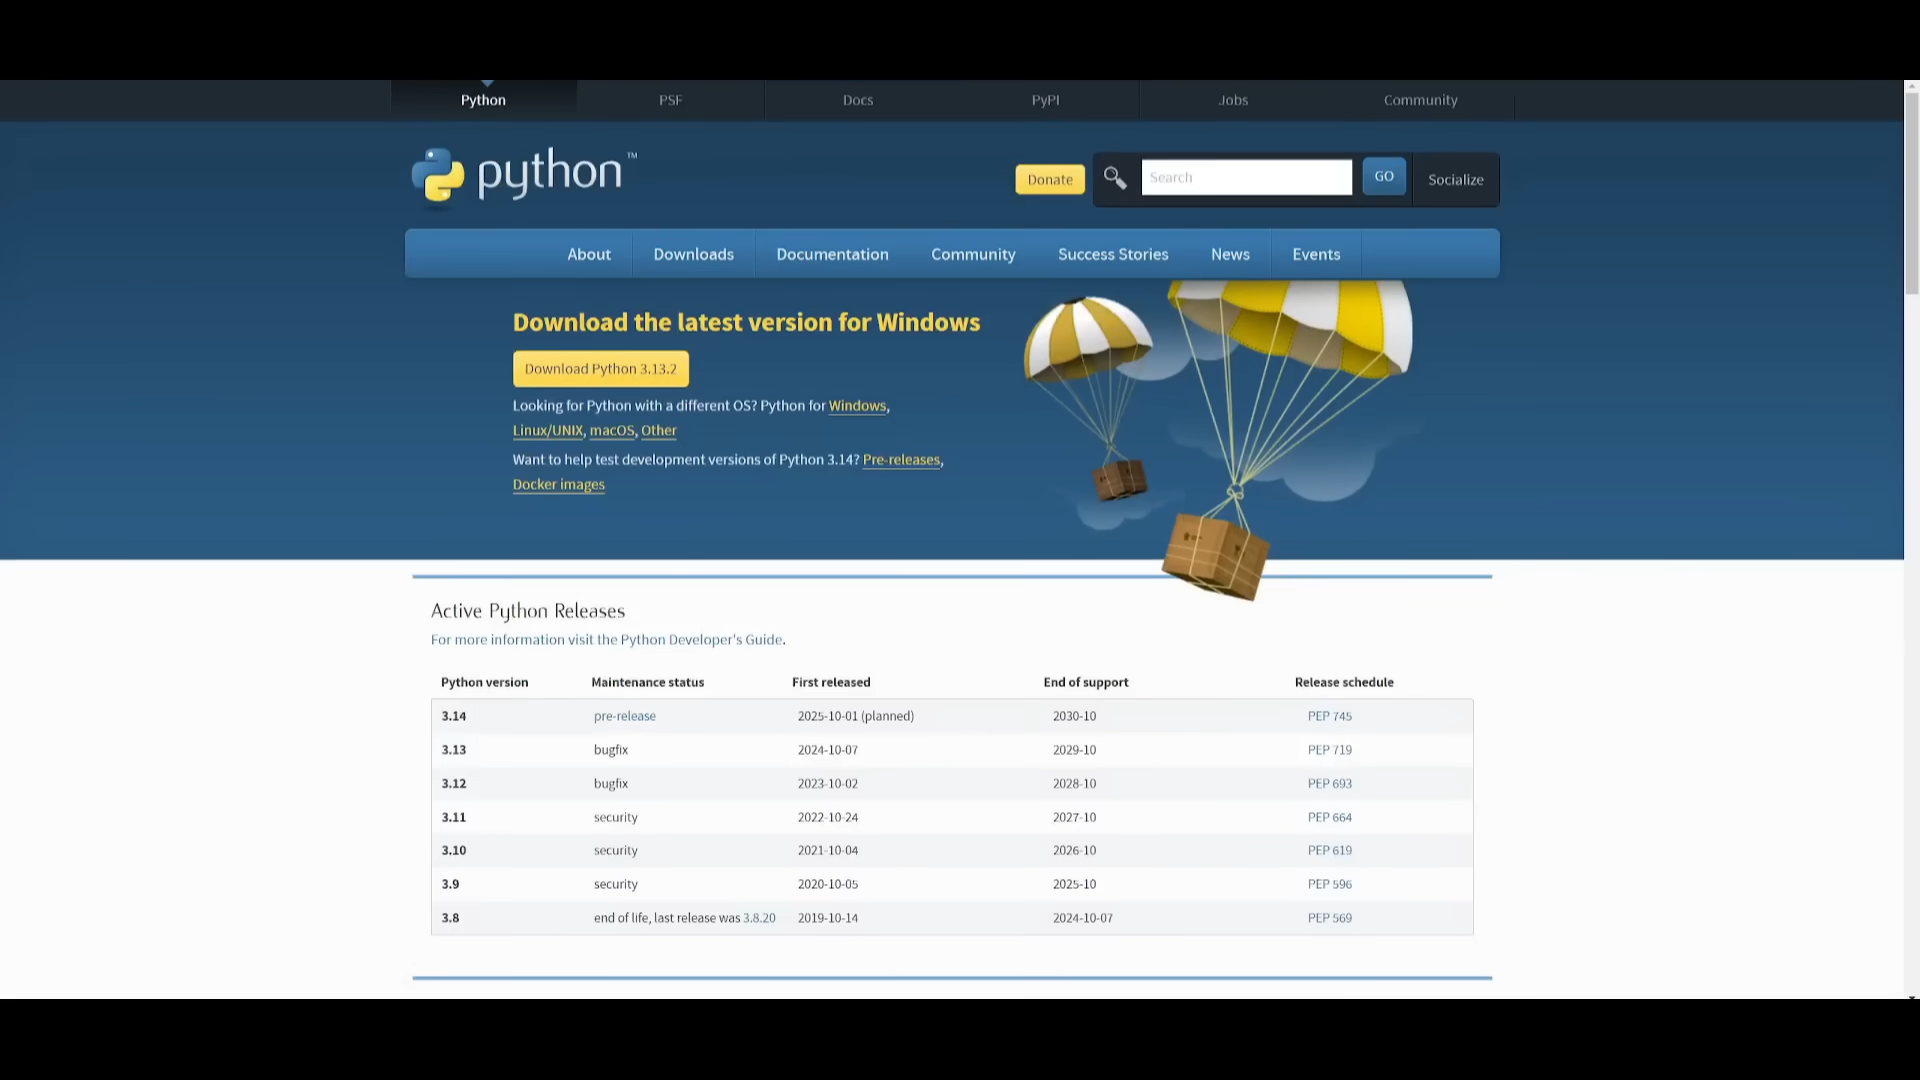 Python PSF Docs PyPI Jobs Community
python™
Donate Search GO Socialize
About Downloads Documentation Community Success Stories News Events
Download the latest version for Windows
Download Python 3.13.2
Looking for Python with a different OS? Python for Windows,
Linux/UNIX, macOS, Other
Want to help test development versions of Python 3.14? Pre-releases,
Docker images
Active Python Releases
For more information visit the Python Developer's Guide.
Python version Maintenance status First released End of support Release schedule
3.14 pre-release 2025-10-01 (planned) 2030-10 PEP 745
3.13 bugfix 2024-10-07 2029-10 PEP 719
3.12 bugfix 2023-10-02 2028-10 PEP 693
3.11 security 2022-10-24 2027-10 PEP 664
3.10 security 2021-10-04 2026-10 PEP 619
3.9 security 2020-10-05 2025-10 PEP 596
3.8 end of life, last release was 3.8.20 2019-10-14 2024-10-07 PEP 569